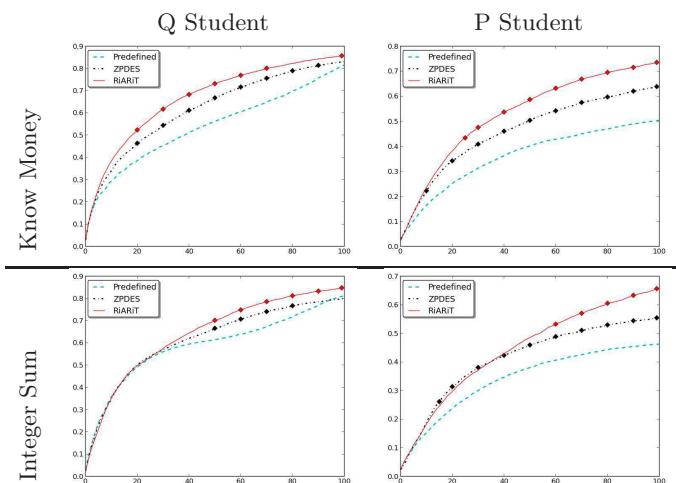 Q Student
P Student
Know Money
0.9
0.8
0.7
0.6
0.5
0.4
0.3
0.2
0.1
0.0
0 20 40 60 80 100
Predefined
ZPDES
RiARiT
0.8
0.7
0.6
0.5
0.4
0.3
0.2
0.1
0.0
0 20 40 60 80 100
Predefined
ZPDES
RiARiT
Integer Sum
0.9
0.8
0.7
0.6
0.5
0.4
0.3
0.2
0.1
0.0
0 20 40 60 80 100
Predefined
ZPDES
RiARiT
0.7
0.6
0.5
0.4
0.3
0.2
0.1
0.0
0 20 40 60 80 100
Predefined
ZPDES
RiARiT